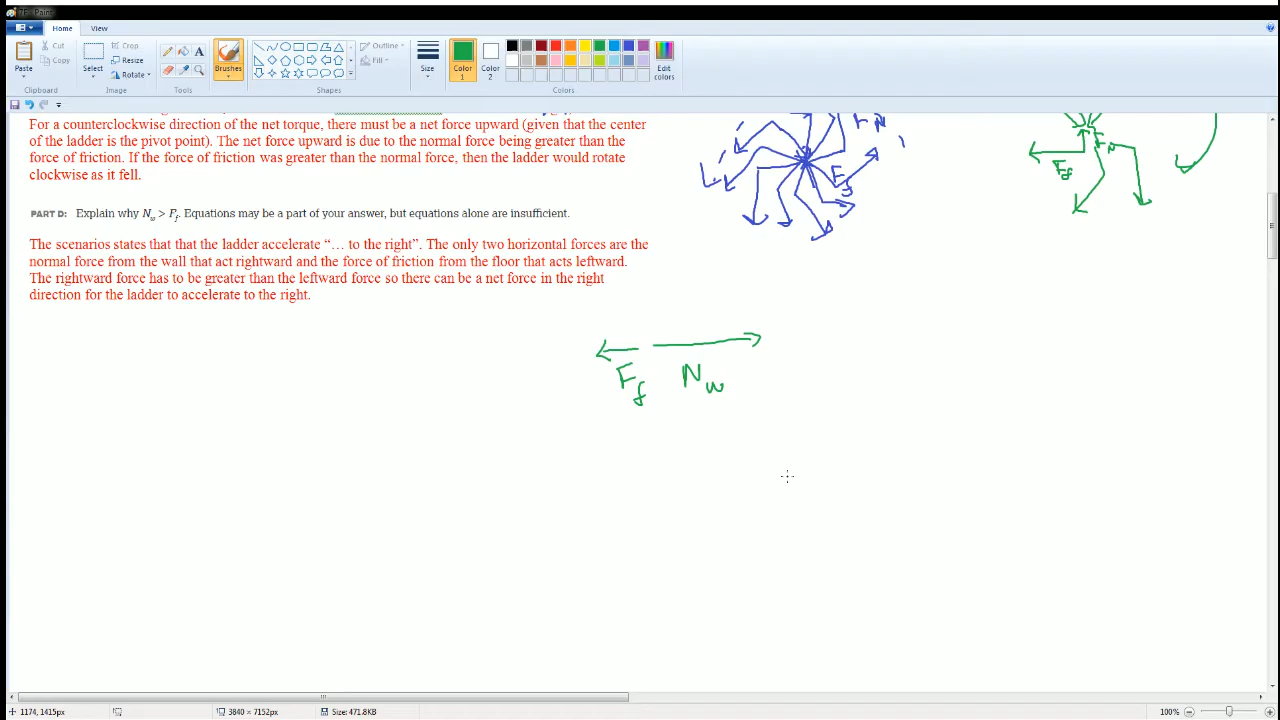 Paint
Home View
Cut
Copy
Paste
Clipboard
Crop
Resize
Rotate
Select
Image
Tools
Brushes
Outline
Fill
Shapes
Size
Color 1
Color 2
Edit colors
Colors
For a counterclockwise direction of the net torque, there must be a net force upward (given that the center
of the ladder is the pivot point). The net force upward is due to the normal force being greater than the
force of friction. If the force of friction was greater than the normal force, then the ladder would rotate
clockwise as it fell.
PART D: Explain why Nw > Ff. Equations may be a part of your answer, but equations alone are insufficient.
The scenarios states that that the ladder accelerate “… to the right”. The only two horizontal forces are the
normal force from the wall that act rightward and the force of friction from the floor that acts leftward.
The rightward force has to be greater than the leftward force so there can be a net force in the right
direction for the ladder to accelerate to the right.
FN
Ff
Ff
FN
Ff Nw
1174, 1415px 3840 × 7152px Size: 471.8KB 100%